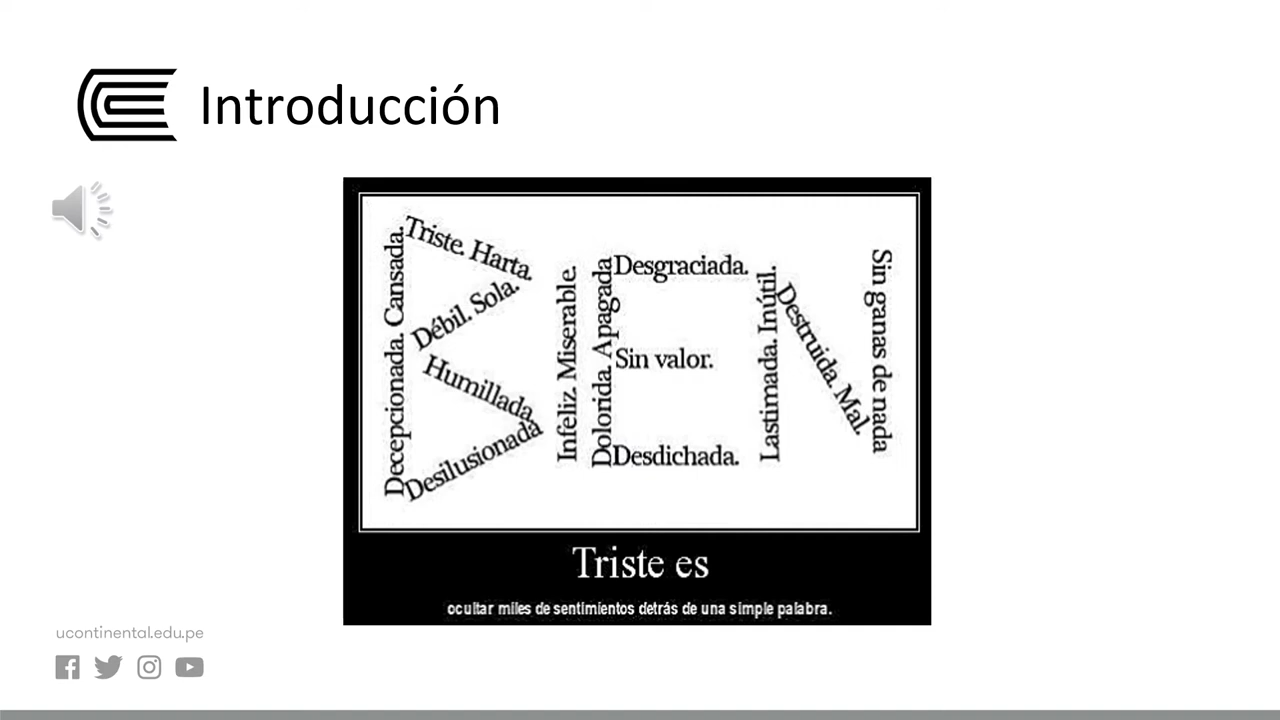 Introducción
Decepcionada. Cansada.
Triste. Harta.
Débil. Sola.
Humillada
Desilusionada
Infeliz. Miserable.
Dolorida. Apagada
Desgraciada.
Sin valor.
Desdichada.
Lastimada. Inútil.
Destruida. Mal.
Sin ganas de nada
Triste es
ocultar miles de sentimientos detrás de una simple palabra.
ucontinental.edu.pe